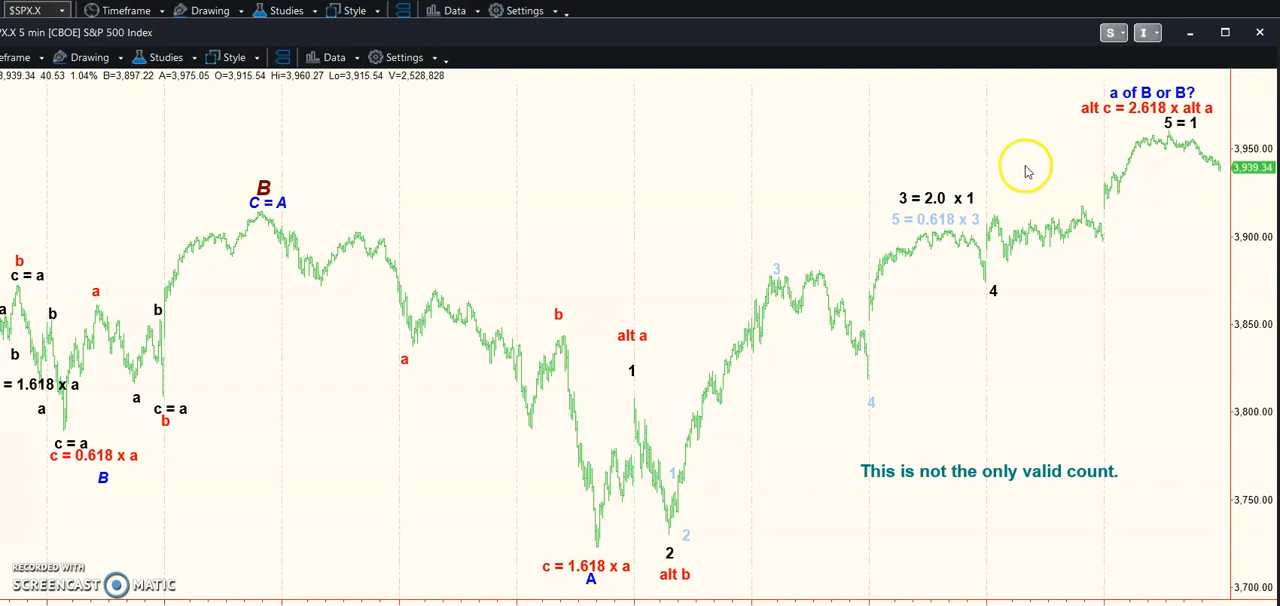 $SPX.X Timeframe Drawing Studies Style Data Settings
PX.X 5 min [CBOE] S&P 500 Index S I
eframe Drawing Studies Style Data Settings
3,939.34 40.53 1.04% B=3,897.22 A=3,975.05 O=3,915.54 Hi=3,960.27 Lo=3,915.54 V=2,528,828
a of B or B?
alt c = 2.618 x alt a
5 = 1
3,950.00
3,939.34
B
C = A
3 = 2.0 x 1
5 = 0.618 x 3
3,900.00
b
c = a
3
a
4
a
b
b
b
alt a
3,850.00
b
a
1
= 1.618 x a
a
a
c = a
b
4
3,800.00
c = a
c = 0.618 x a
B
1
This is not the only valid count.
3,750.00
2
2
c = 1.618 x a
A
alt b
RECORDED WITH
SCREENCAST MATIC
3,700.00